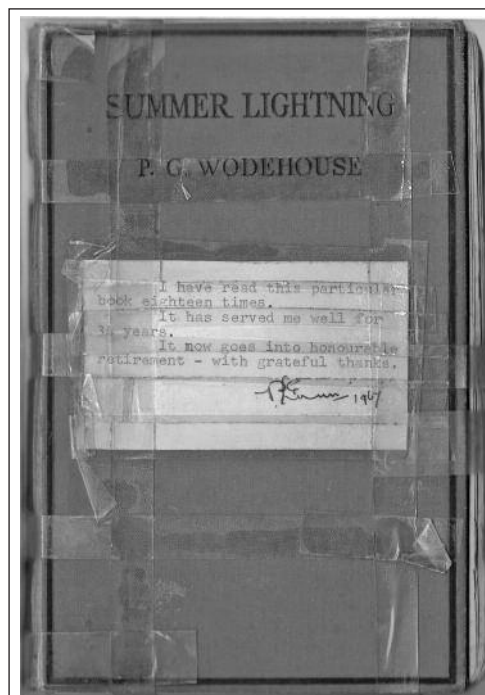 SUMMER LIGHTNING
P. G. WODEHOUSE
I have read this particular
book eighteen times.
It has served me well for
years.
It now goes into honourable
retirement - with grateful thanks.
1967